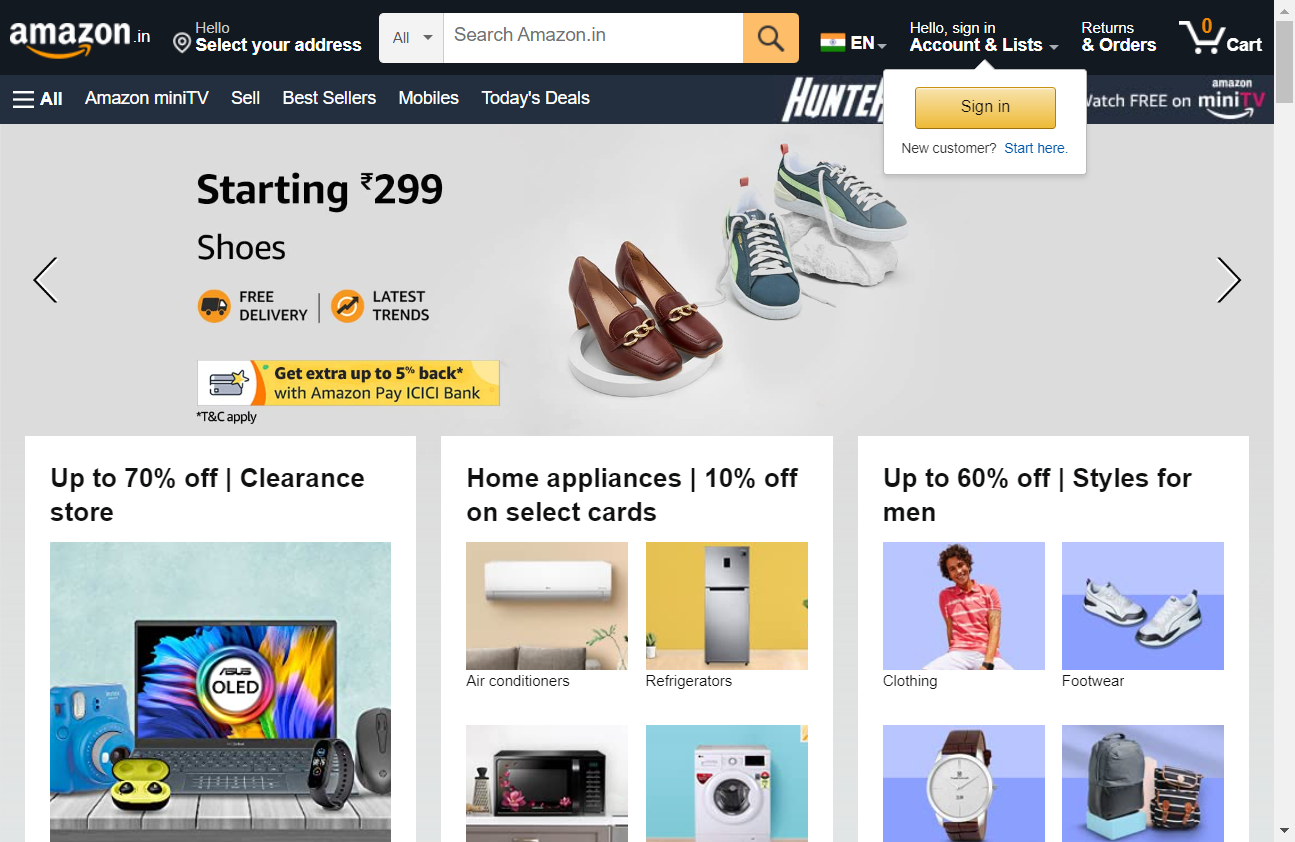 amazon.in
Hello
Select your address
All
Search Amazon.in
EN
Hello, sign in
Account & Lists
Returns
& Orders
0
Cart
All
Amazon miniTV
Sell
Best Sellers
Mobiles
Today's Deals
Watch FREE on
amazon
miniTV
Sign in
New customer? Start here.
Starting ₹299
Shoes
FREE
DELIVERY
LATEST
TRENDS
Get extra up to 5% back*
with Amazon Pay ICICI Bank
*T&C apply
Up to 70% off | Clearance
store
ASUS
OLED
Home appliances | 10% off
on select cards
Air conditioners
Refrigerators
Up to 60% off | Styles for
men
Clothing
Footwear